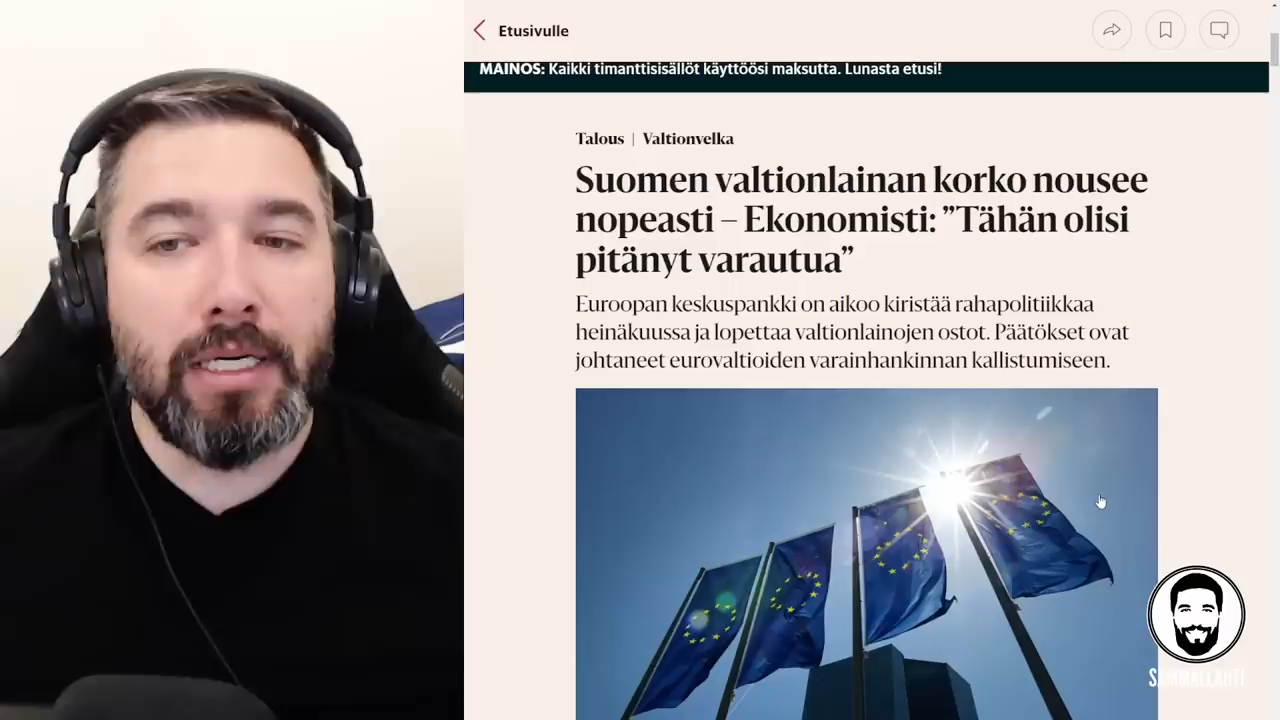 Etusivulle
MAINOS: Kaikki timanttisisällöt käyttöösi maksutta. Lunasta etusi!
Talous | Valtionvelka
Suomen valtionlainan korko nousee
nopeasti – Ekonomisti: ”Tähän olisi
pitänyt varautua”
Euroopan keskuspankki on aikoo kiristää rahapolitiikkaa
heinäkuussa ja lopettaa valtionlainojen ostot. Päätökset ovat
johtaneet eurovaltioiden varainhankinnan kallistumiseen.
SAMMALLAHTI